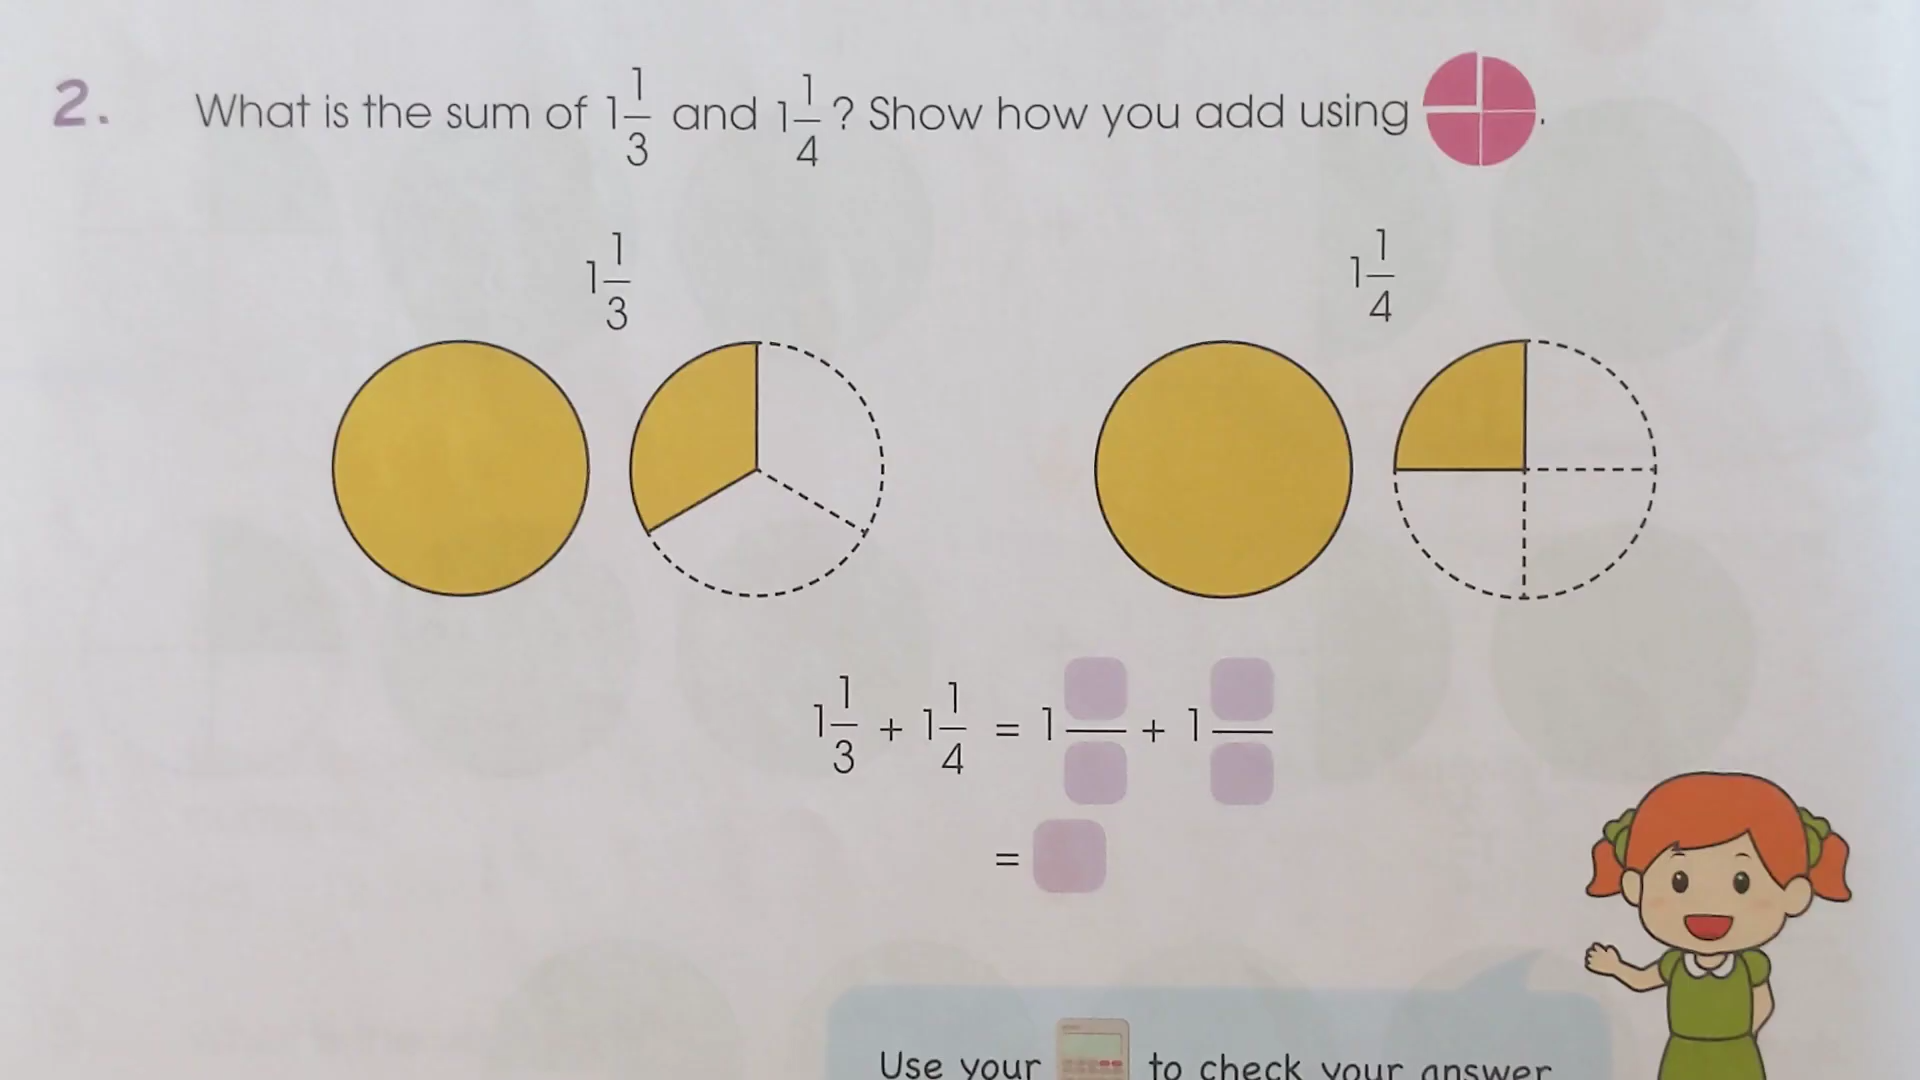 2. What is the sum of 1 1/3 and 1 1/4? Show how you add using .
1 1/3 1 1/4
1 1/3 + 1 1/4 = 1 + 1
=
Use your to check your answer